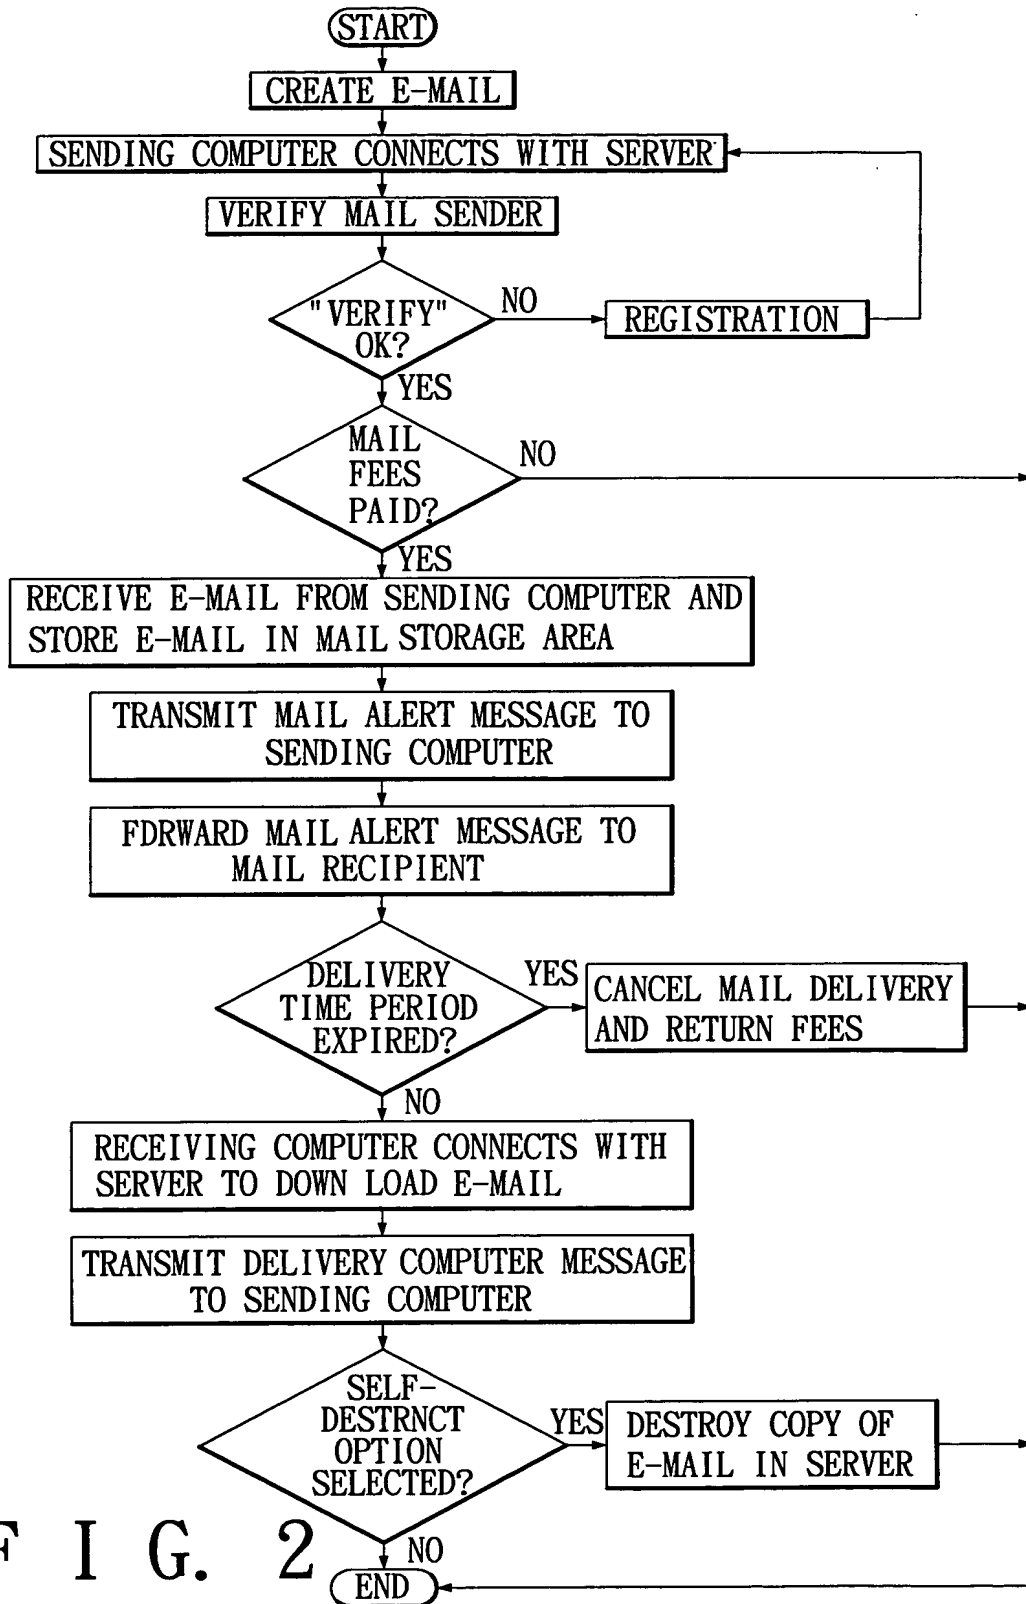 START
CREATE E-MAIL
SENDING COMPUTER CONNECTS WITH SERVER
VERIFY MAIL SENDER
"VERIFY"
OK?
NO
REGISTRATION
YES
MAIL
FEES
PAID?
NO
YES
RECEIVE E-MAIL FROM SENDING COMPUTER AND
STORE E-MAIL IN MAIL STORAGE AREA
TRANSMIT MAIL ALERT MESSAGE TO
SENDING COMPUTER
FDRWARD MAIL ALERT MESSAGE TO
MAIL RECIPIENT
DELIVERY
TIME PERIOD
EXPIRED?
YES
CANCEL MAIL DELIVERY
AND RETURN FEES
NO
RECEIVING COMPUTER CONNECTS WITH
SERVER TO DOWN LOAD E-MAIL
TRANSMIT DELIVERY COMPUTER MESSAGE
TO SENDING COMPUTER
SELF-
DESTRNCT
OPTION
SELECTED?
YES
DESTROY COPY OF
E-MAIL IN SERVER
NO
END
FIG. 2